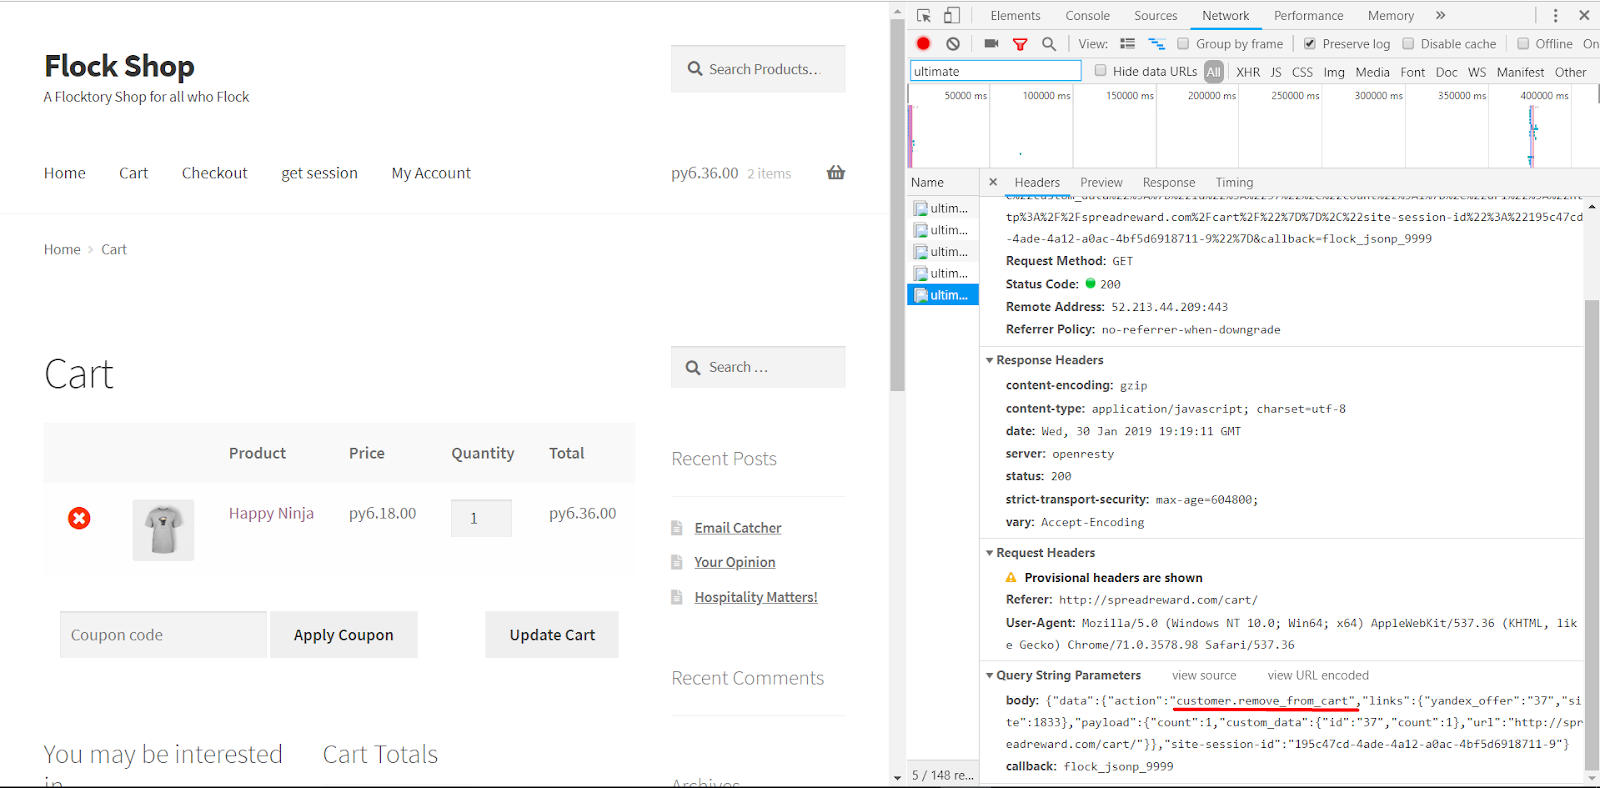 Flock Shop
A Flocktory Shop for all who Flock
Search Products...
Home Cart Checkout get session My Account
руб.36.00 2 items
Home > Cart
Cart
Search ...
Product Price Quantity Total
Happy Ninja руб.18.00 1 руб.36.00
Coupon code Apply Coupon Update Cart
Recent Posts
Email Catcher
Your Opinion
Hospitality Matters!
Recent Comments
You may be interested
in
Cart Totals
Archives
Elements Console Sources Network Performance Memory »
View: Group by frame Preserve log Disable cache Offline On
ultimate Hide data URLs All XHR JS CSS Img Media Font Doc WS Manifest Other
50000 ms 100000 ms 150000 ms 200000 ms 250000 ms 300000 ms 350000 ms 400000 ms
Name
ultim...
ultim...
ultim...
ultim...
ultim...
5 / 148 re...
Headers Preview Response Timing
tp%3A%2F%2Fspreadreward.com%2Fcart%2F%22%7D%7D%2C%22site-session-id%22%3A%22195c47cd
-4ade-4a12-a0ac-4bf5d6918711-9%22%7D&callback=flock_jsonp_9999
Request Method: GET
Status Code: 200
Remote Address: 52.213.44.209:443
Referrer Policy: no-referrer-when-downgrade
Response Headers
content-encoding: gzip
content-type: application/javascript; charset=utf-8
date: Wed, 30 Jan 2019 19:19:11 GMT
server: openresty
status: 200
strict-transport-security: max-age=604800;
vary: Accept-Encoding
Request Headers
Provisional headers are shown
Referer: http://spreadreward.com/cart/
User-Agent: Mozilla/5.0 (Windows NT 10.0; Win64; x64) AppleWebKit/537.36 (KHTML, lik
e Gecko) Chrome/71.0.3578.98 Safari/537.36
Query String Parameters view source view URL encoded
body: {"data":{"action":"customer.remove_from_cart","links":{"yandex_offer":"37","si
te":1833},"payload":{"count":1,"custom_data":{"id":"37","count":1},"url":"http://spr
eadreward.com/cart/"}},"site-session-id":"195c47cd-4ade-4a12-a0ac-4bf5d6918711-9"}
callback: flock_jsonp_9999